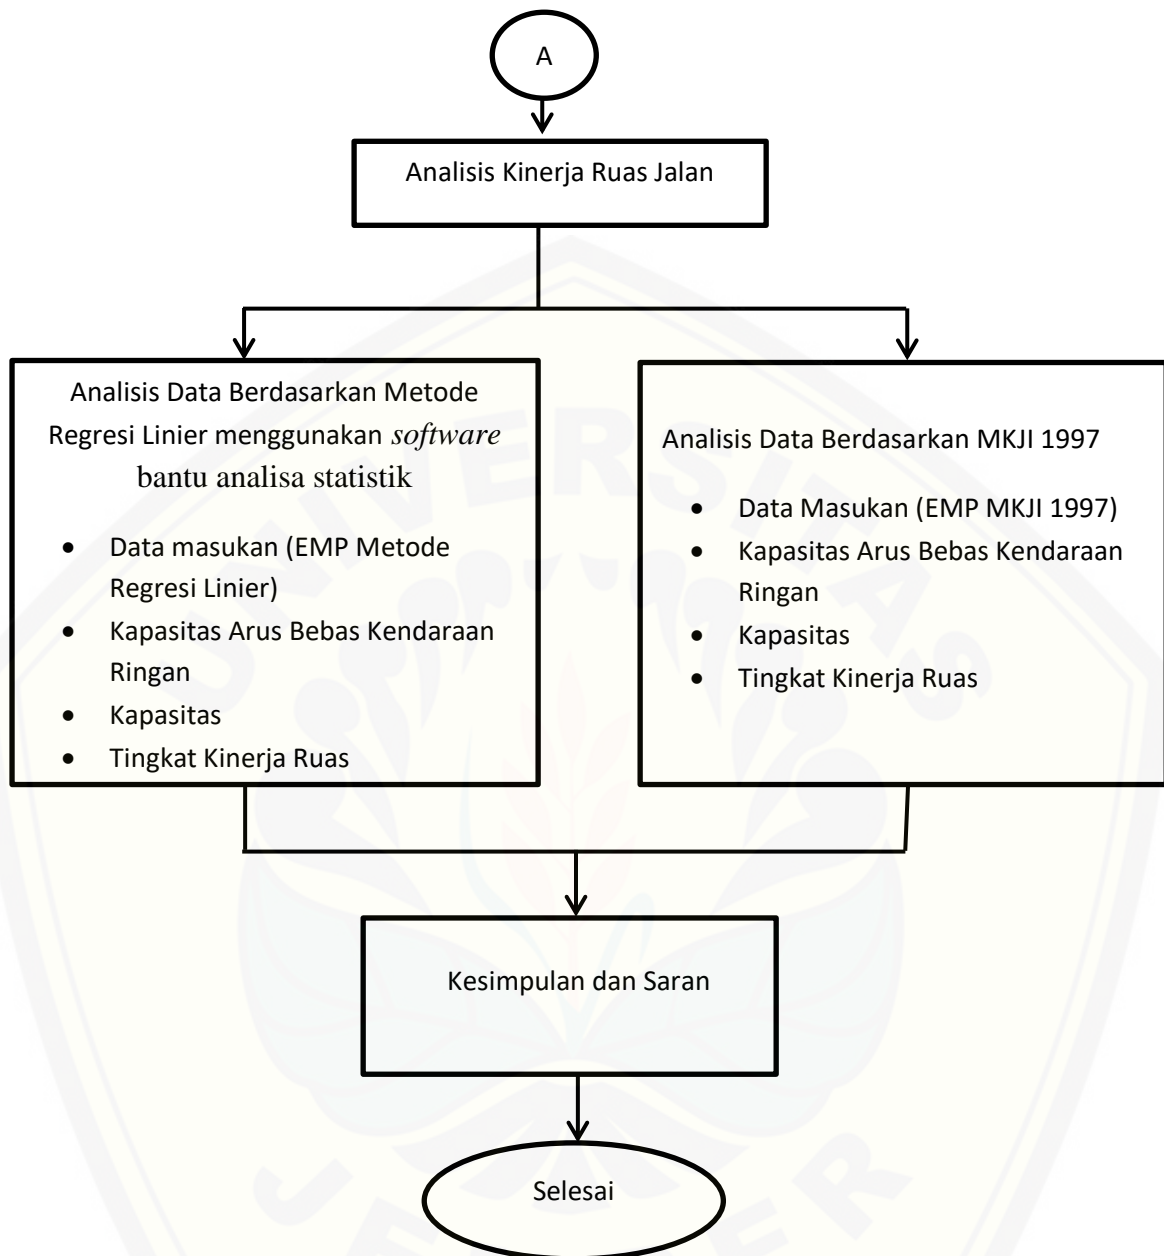 A
Analisis Kinerja Ruas Jalan
Analisis Data Berdasarkan Metode
Regresi Linier menggunakan software
bantu analisa statistik
• Data masukan (EMP Metode
Regresi Linier)
• Kapasitas Arus Bebas Kendaraan
Ringan
• Kapasitas
• Tingkat Kinerja Ruas
Analisis Data Berdasarkan MKJI 1997
• Data Masukan (EMP MKJI 1997)
• Kapasitas Arus Bebas Kendaraan
Ringan
• Kapasitas
• Tingkat Kinerja Ruas
Kesimpulan dan Saran
Selesai
UNIVERSITAS
JEMBER